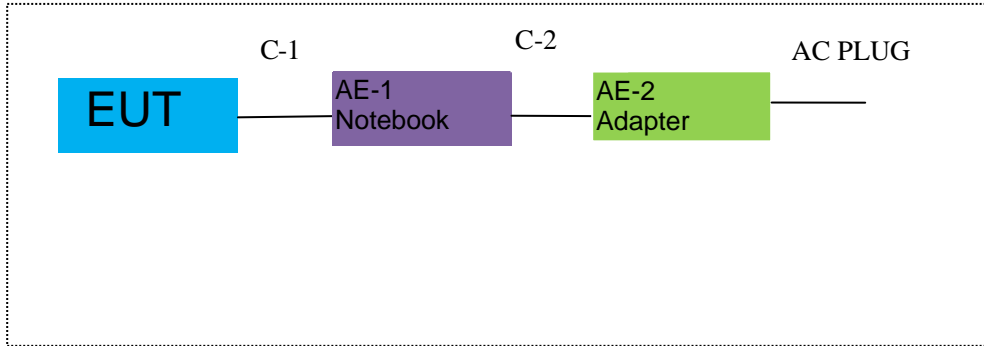 C-1
C-2
AC PLUG
EUT
AE-1
Notebook
AE-2
Adapter